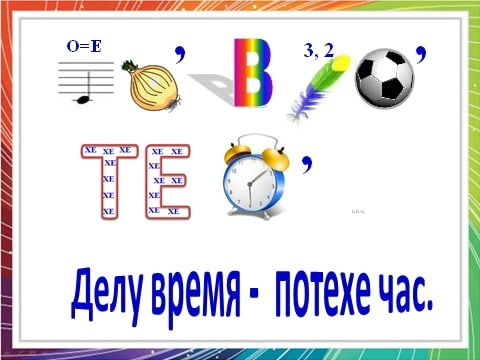 О=Е 3, 2
, В ,
ТЕ ,
ХЕ ХЕ ХЕ ХЕ ХЕ
ХЕ ХЕ
ХЕ ХЕ ХЕ
ХЕ ХЕ
ХЕ ХЕ ХЕ
Делу время - потехе час.